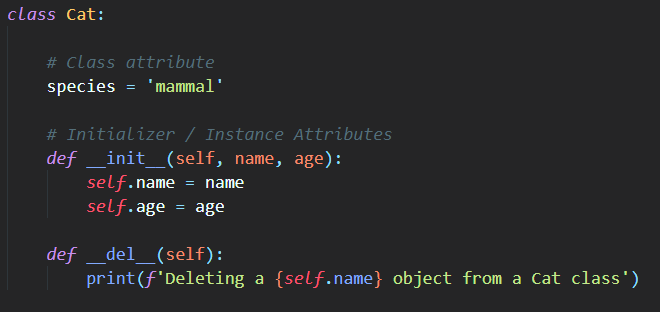 class Cat:
# Class attribute
species = 'mammal'
# Initializer / Instance Attributes
def __init__(self, name, age):
self.name = name
self.age = age
def __del__(self):
print(f'Deleting a {self.name} object from a Cat class')